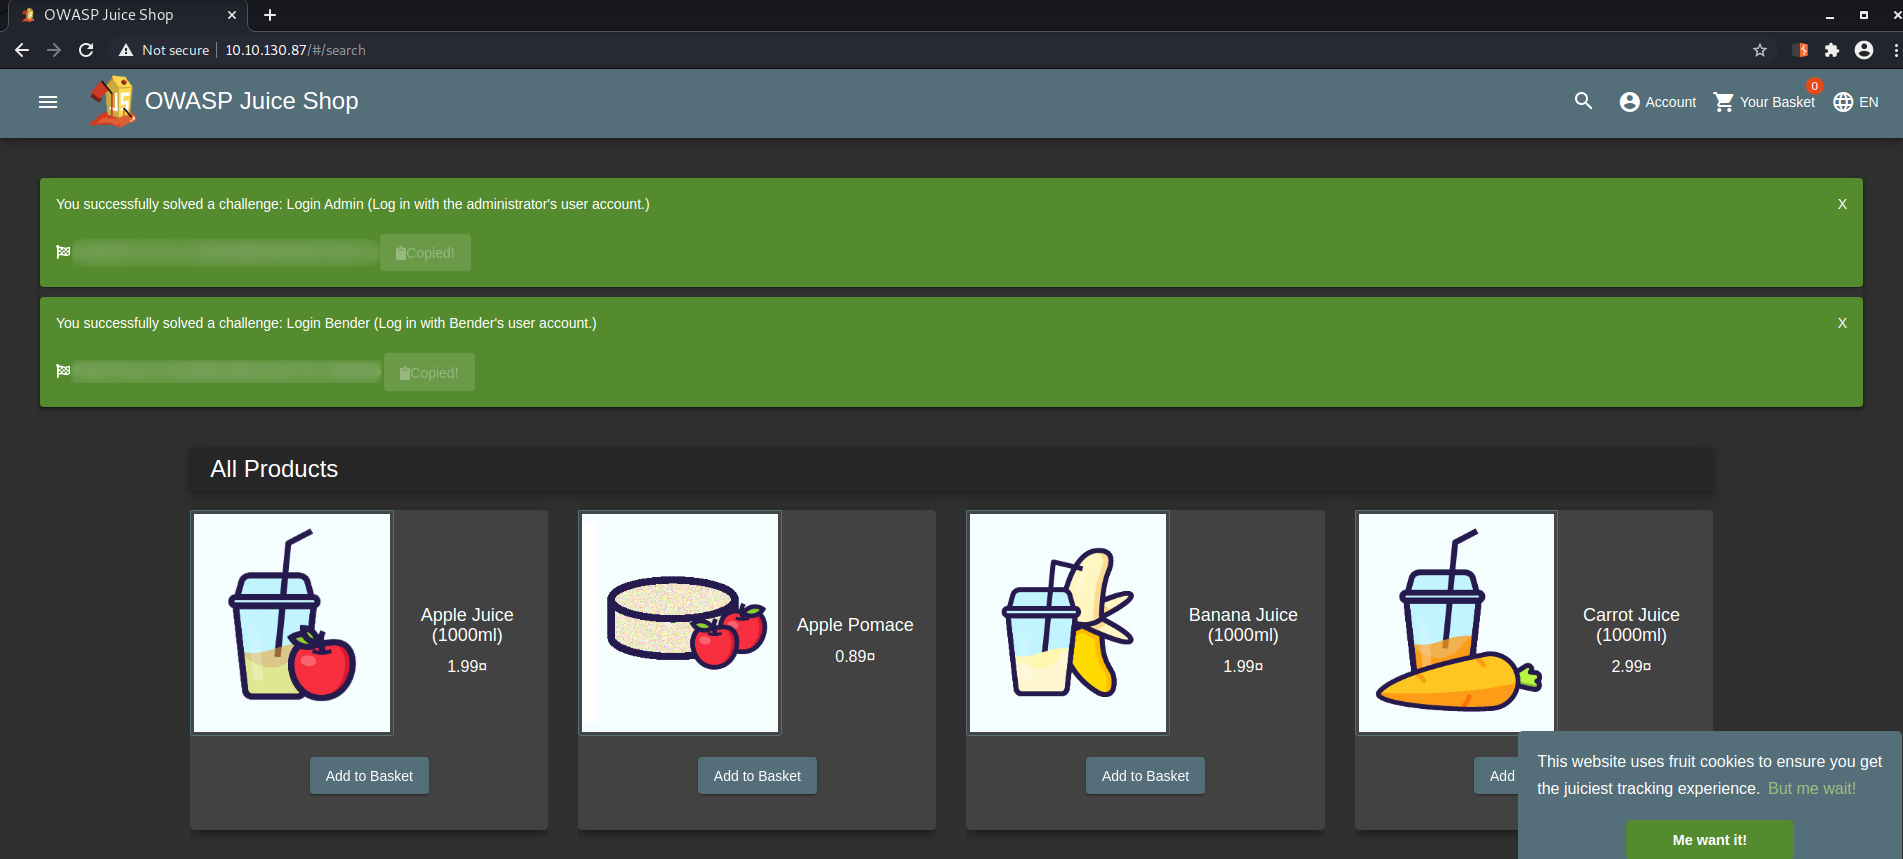 OWASP Juice Shop
Not secure
10.10.130.87/#/search
OWASP Juice Shop
Account
Your Basket
0
EN
You successfully solved a challenge: Login Admin (Log in with the administrator's user account.)
X
Copied!
You successfully solved a challenge: Login Bender (Log in with Bender's user account.)
X
Copied!
All Products
Apple Juice
(1000ml)
1.99¤
Add to Basket
Apple Pomace
0.89¤
Add to Basket
Banana Juice
(1000ml)
1.99¤
Add to Basket
Carrot Juice
(1000ml)
2.99¤
Add
This website uses fruit cookies to ensure you get
the juiciest tracking experience. But me wait!
Me want it!